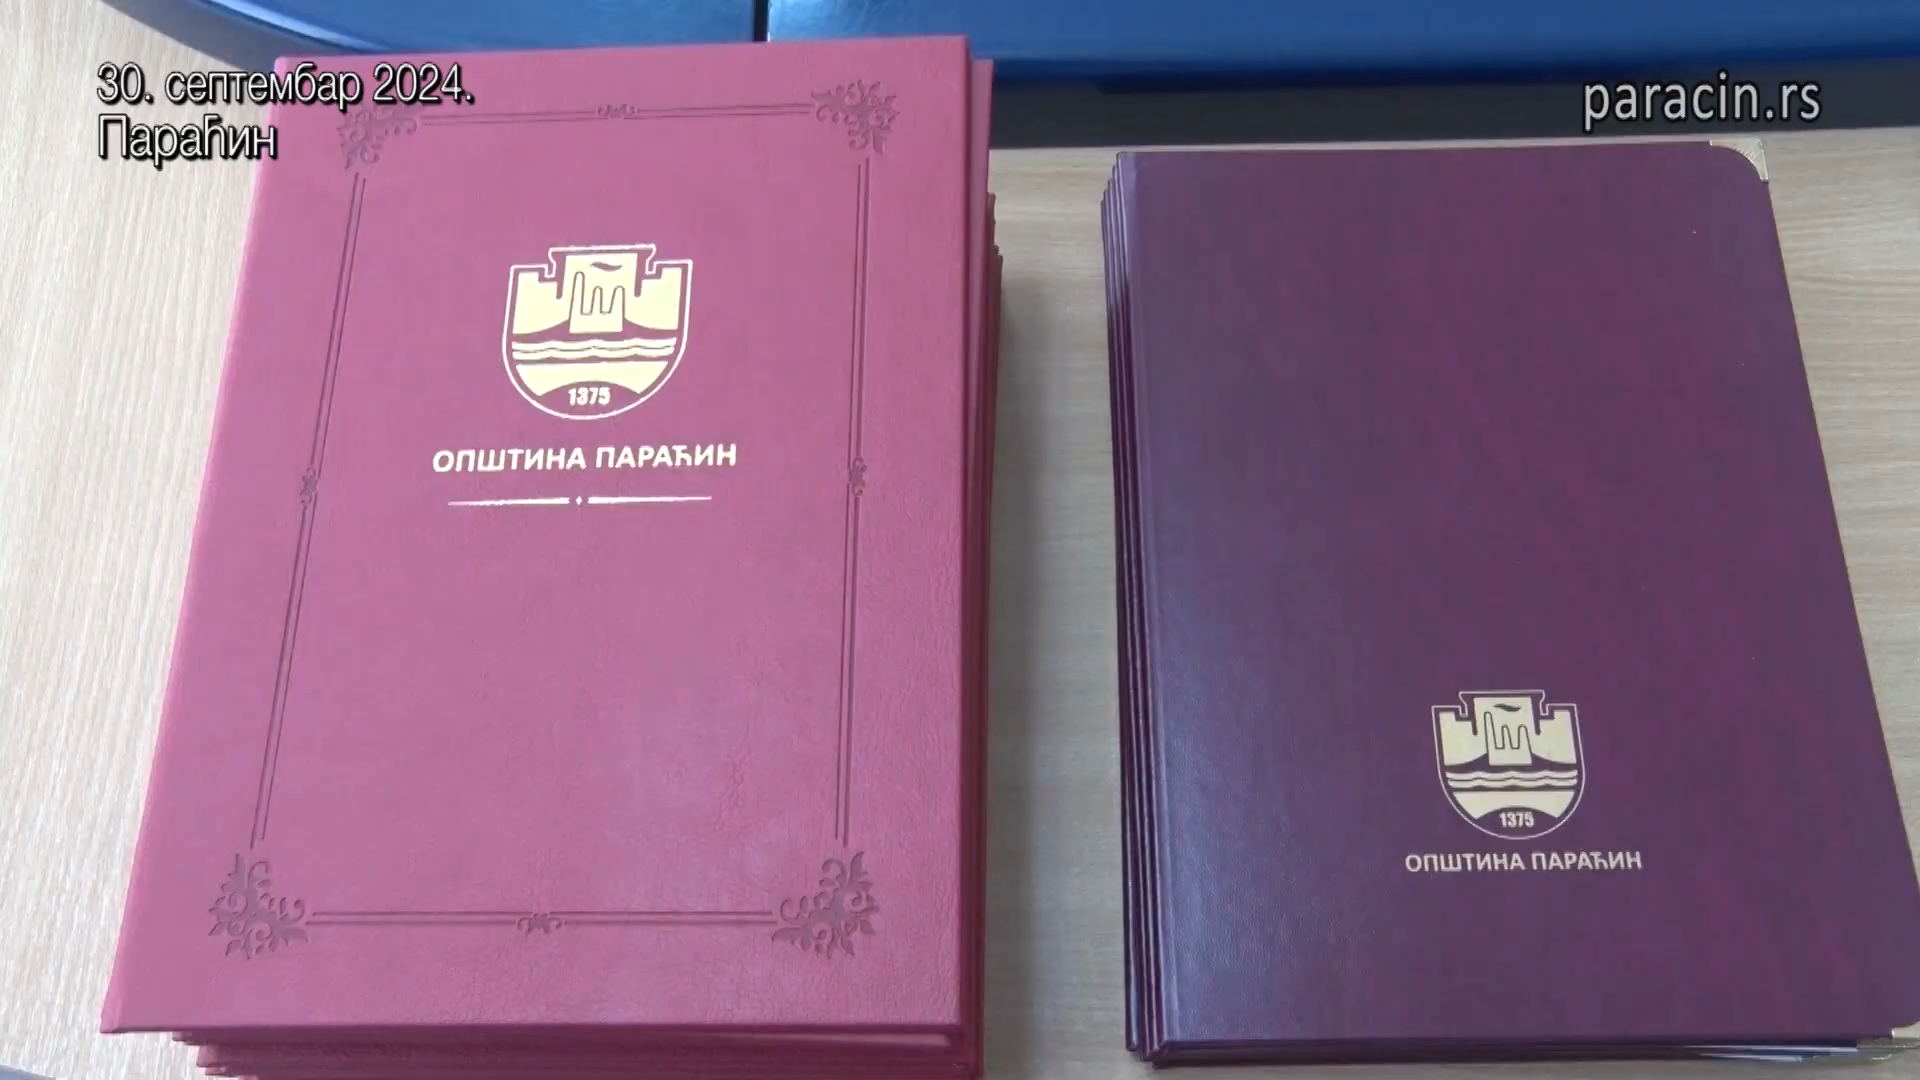 30. септембар 2024.
Параћин
paracin.rs
1375
ОПШТИНА ПАРАЋИН
1375
ОПШТИНА ПАРАЋИН